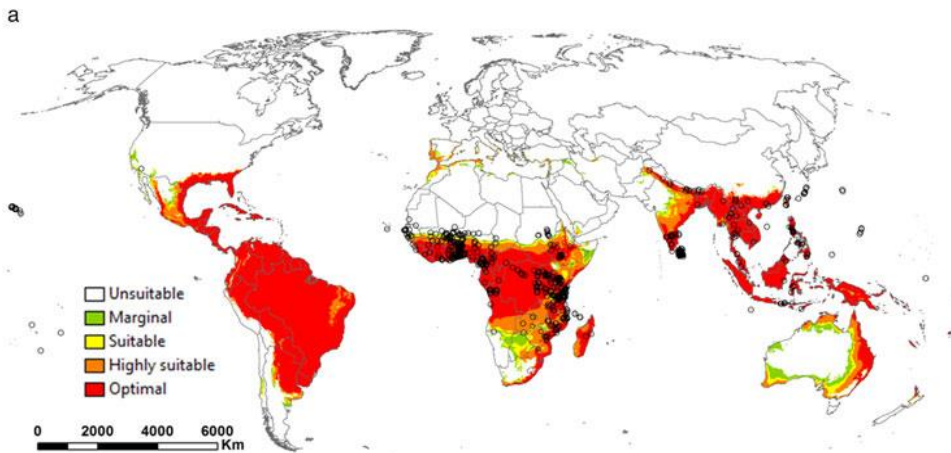 a
Unsuitable
Marginal
Suitable
Highly suitable
Optimal
0 2000 4000 6000
Km